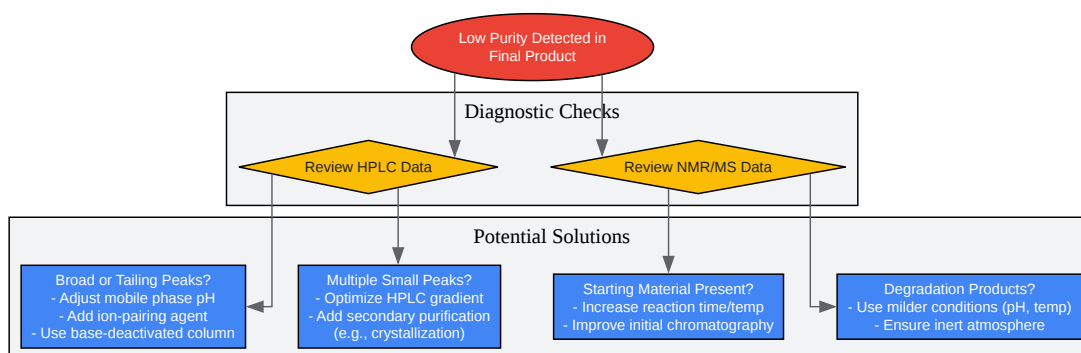 Low Purity Detected in
Final Product
Diagnostic Checks
Review HPLC Data
Review NMR/MS Data
Potential Solutions
Broad or Tailing Peaks?
- Adjust mobile phase pH
- Add ion-pairing agent
- Use base-deactivated column
Multiple Small Peaks?
- Optimize HPLC gradient
- Add secondary purification
(e.g., crystallization)
Starting Material Present?
- Increase reaction time/temp
- Improve initial chromatography
Degradation Products?
- Use milder conditions (pH, temp)
- Ensure inert atmosphere